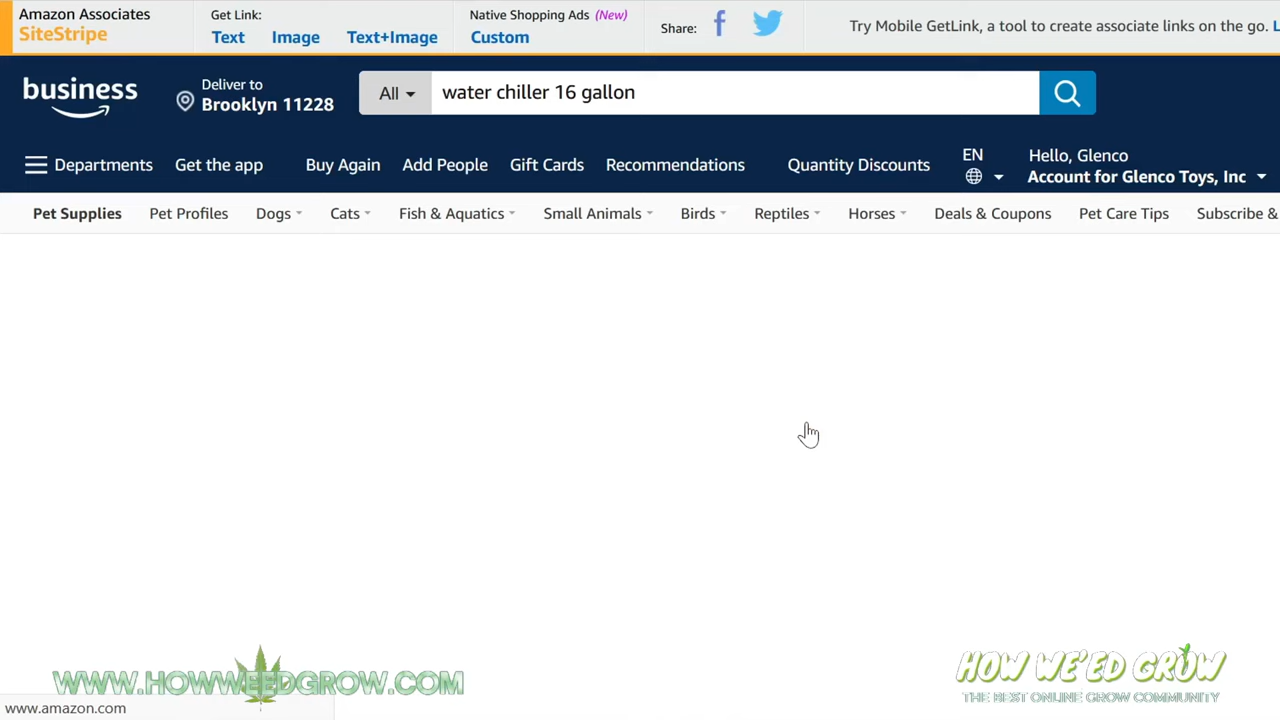 Amazon Associates Get Link: Native Shopping Ads (New)
SiteStripe Text Image Text+Image Custom Share: Try Mobile GetLink, a tool to create associate links on the go. L
business Deliver to
Brooklyn 11228 All water chiller 16 gallon
Departments Get the app Buy Again Add People Gift Cards Recommendations Quantity Discounts EN Hello, Glenco
Account for Glenco Toys, Inc
Pet Supplies Pet Profiles Dogs Cats Fish & Aquatics Small Animals Birds Reptiles Horses Deals & Coupons Pet Care Tips Subscribe &
WWW.HOWWEEDGROW.COM HOW WE'ED GROW
THE BEST ONLINE GROW COMMUNITY
www.amazon.com